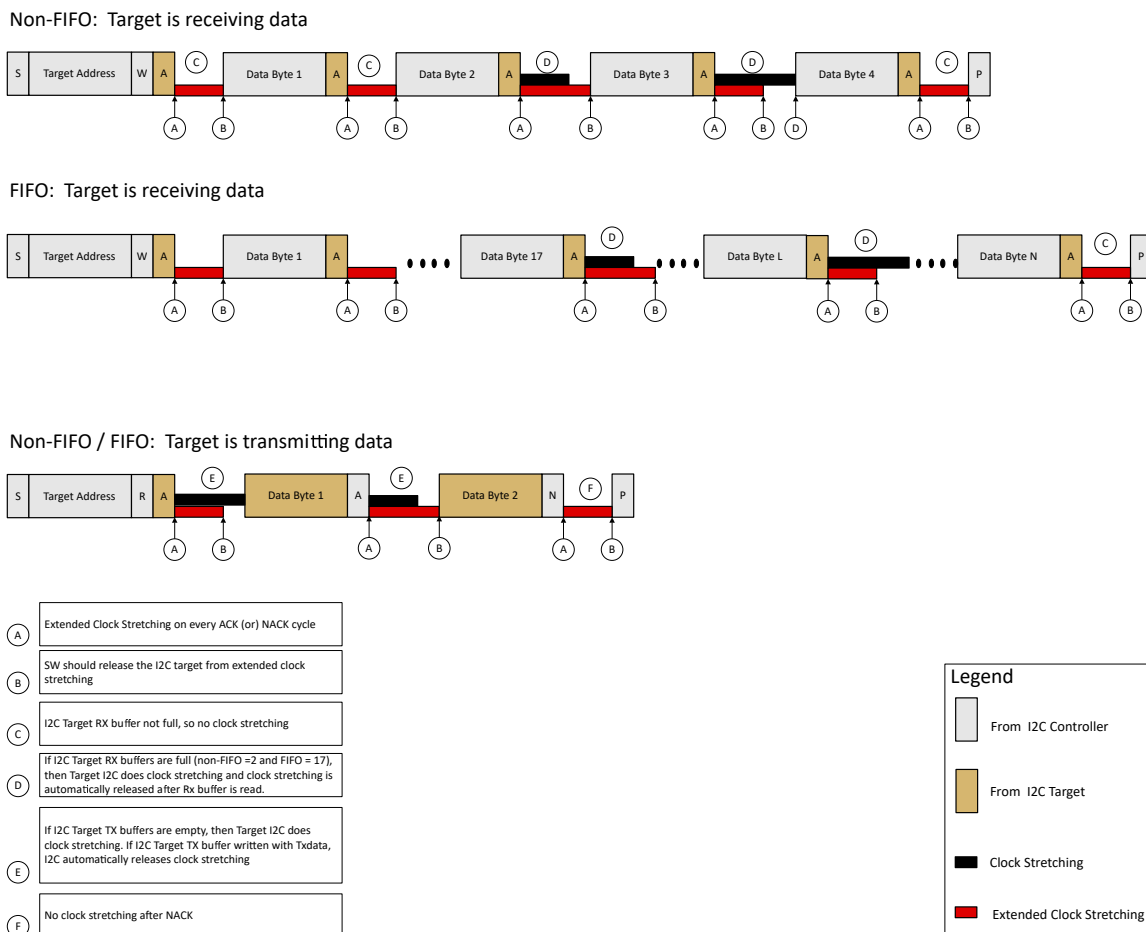 Non-FIFO: Target is receiving data
C C D D C
S Target Address W A Data Byte 1 A Data Byte 2 A Data Byte 3 A Data Byte 4 A P
A B A B A B A B D A B
FIFO: Target is receiving data
D D C
S Target Address W A Data Byte 1 A Data Byte 17 A Data Byte L A Data Byte N A P
A B A B A B A B A B
Non-FIFO / FIFO: Target is transmitting data
E E F
S Target Address R A Data Byte 1 A Data Byte 2 N P
A B A B A B
A
Extended Clock Stretching on every ACK (or) NACK cycle
B
SW should release the I2C target from extended clock
stretching
C
I2C Target RX buffer not full, so no clock stretching
D
If I2C Target RX buffers are full (non-FIFO =2 and FIFO = 17),
then Target I2C does clock stretching and clock stretching is
automatically released after Rx buffer is read.
E
If I2C Target TX buffers are empty, then Target I2C does
clock stretching. If I2C Target TX buffer written with Txdata,
I2C automatically releases clock stretching
F
No clock stretching after NACK
Legend
From I2C Controller
From I2C Target
Clock Stretching
Extended Clock Stretching